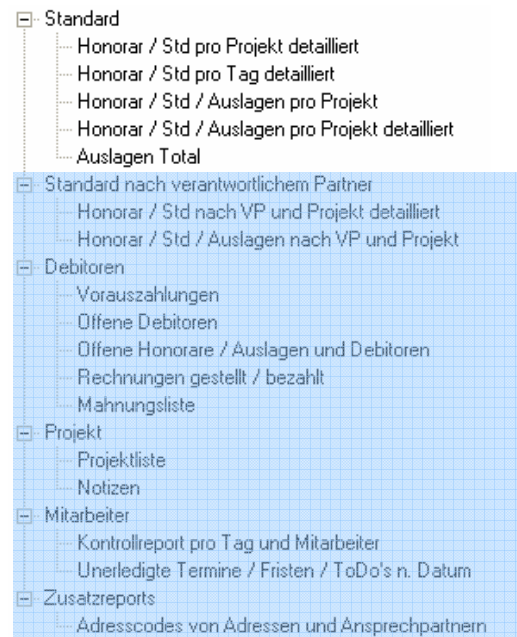 Standard
Honorar / Std pro Projekt detailliert
Honorar / Std pro Tag detailliert
Honorar / Std / Auslagen pro Projekt
Honorar / Std / Auslagen pro Projekt detailliert
Auslagen Total
Standard nach verantwortlichem Partner
Honorar / Std nach VP und Projekt detailliert
Honorar / Std / Auslagen nach VP und Projekt
Debitoren
Vorauszahlungen
Offene Debitoren
Offene Honorare / Auslagen und Debitoren
Rechnungen gestellt / bezahlt
Mahnungsliste
Projekt
Projektliste
Notizen
Mitarbeiter
Kontrollreport pro Tag und Mitarbeiter
Unerledigte Termine / Fristen / ToDo's n. Datum
Zusatzreports
Adresscodes von Adressen und Ansprechpartnern